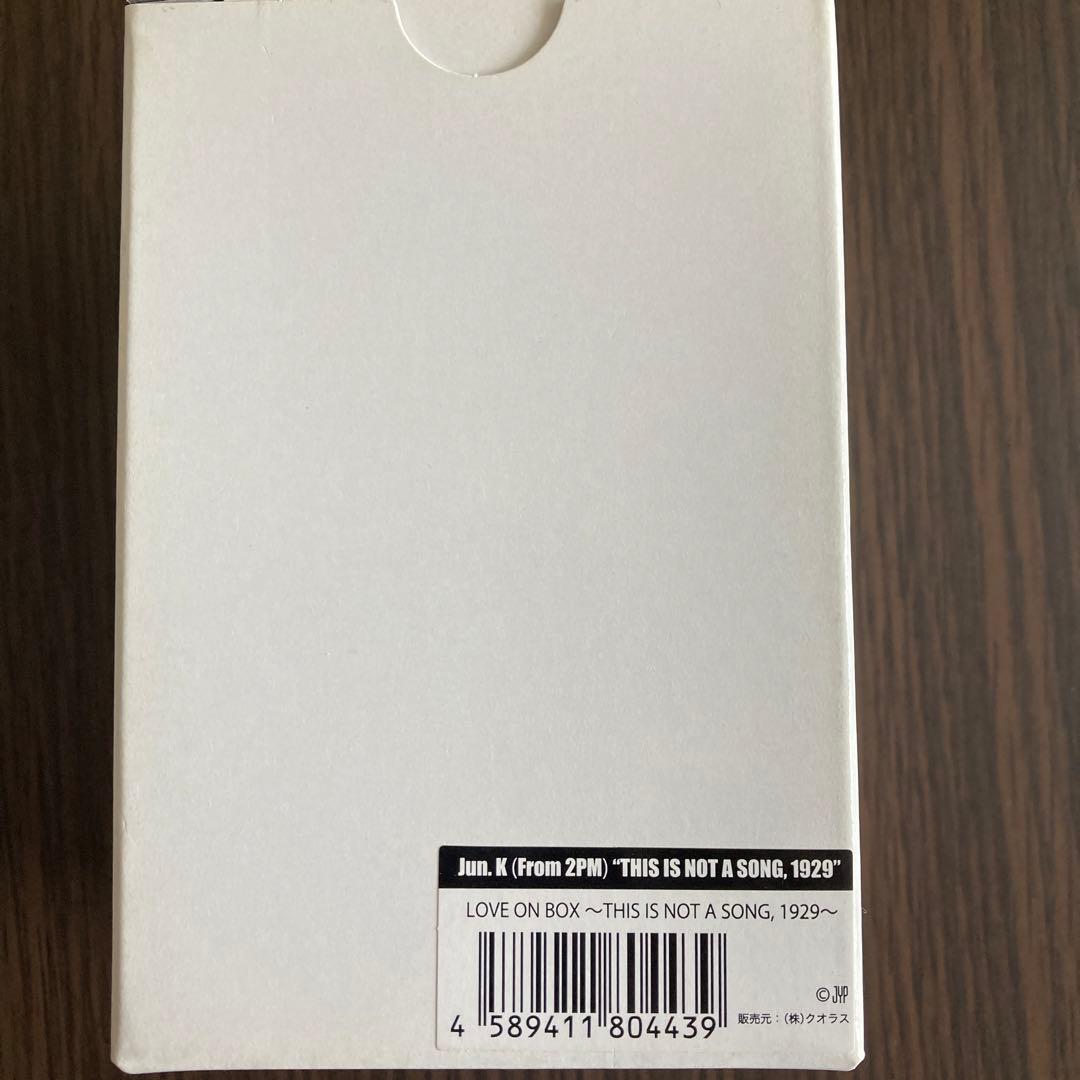 Jun. K (From 2PM) “THIS IS NOT A SONG, 1929”
LOVE ON BOX ～THIS IS NOT A SONG, 1929～
© JYP
4 589411 804439
販売元：（株）クオラス